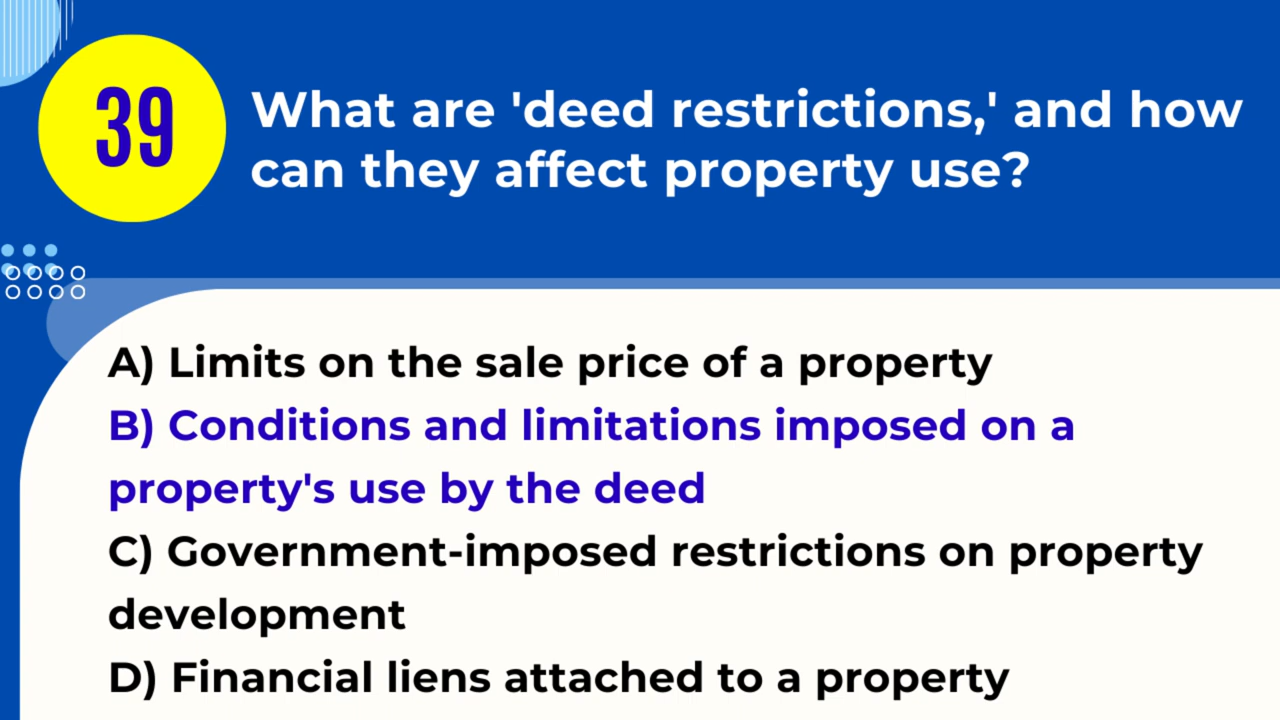 39
What are 'deed restrictions,' and how
can they affect property use?
A) Limits on the sale price of a property
B) Conditions and limitations imposed on a
property's use by the deed
C) Government-imposed restrictions on property
development
D) Financial liens attached to a property